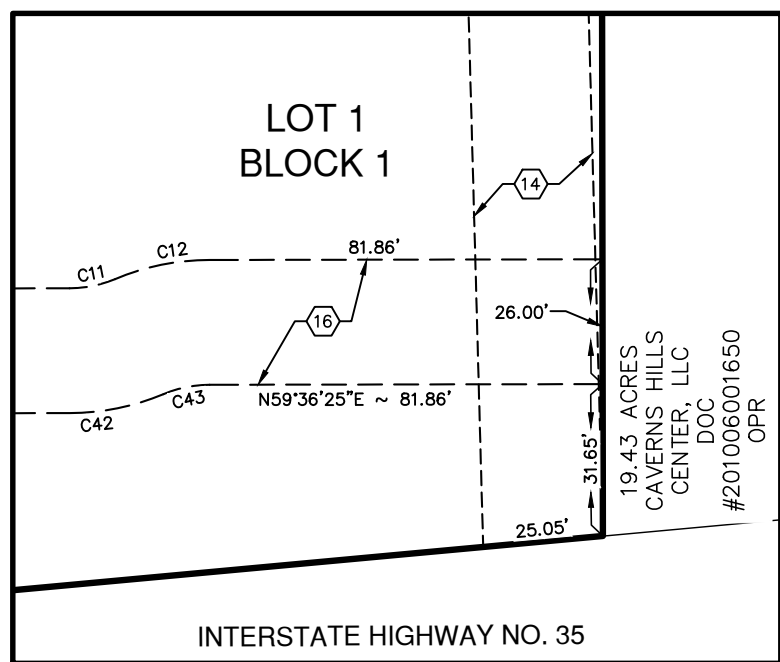 LOT 1
BLOCK 1
14
C11
C12
81.86'
16
26.00'
C42
C43
N59°36'25"E ~ 81.86'
31.65'
25.05'
19.43 ACRES
CAVERNS HILLS
CENTER, LLC
DOC
#201006001650
OPR
INTERSTATE HIGHWAY NO. 35